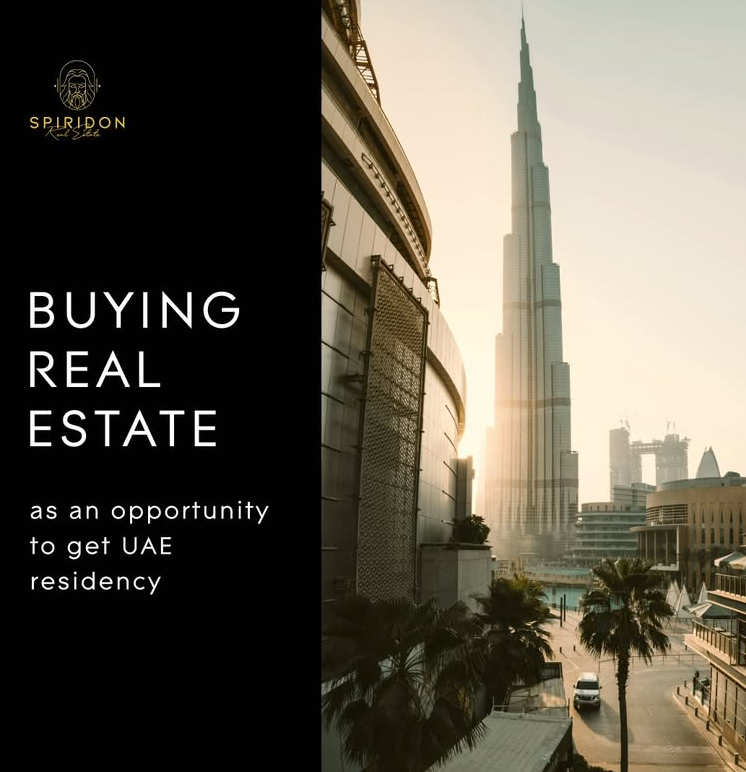 SPIRIDON
Real Estate
BUYING
REAL
ESTATE
as an opportunity
to get UAE
residency